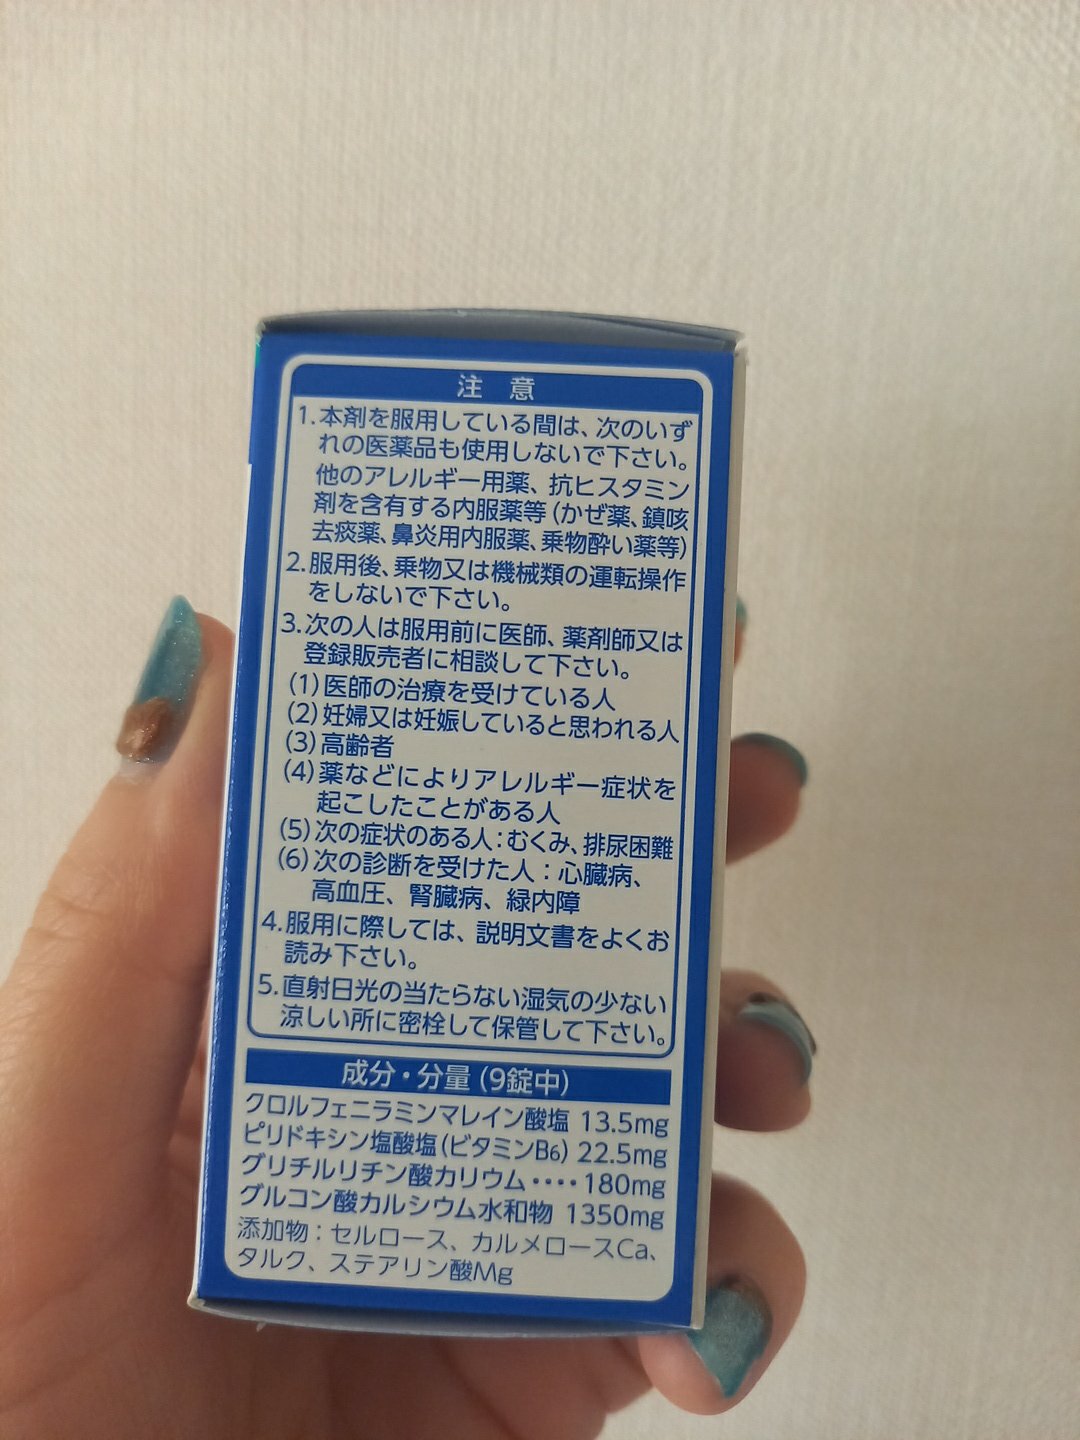 注 意
1.本剤を服用している間は、次のいず
れの医薬品も使用しないで下さい。
他のアレルギー用薬、抗ヒスタミン
剤を含有する内服薬等(かぜ薬、鎮咳
去痰薬、鼻炎用内服薬、乗物酔い薬等)
2.服用後、乗物又は機械類の運転操作
をしないで下さい。
3.次の人は服用前に医師、薬剤師又は
登録販売者に相談して下さい。
(1)医師の治療を受けている人
(2)妊婦又は妊娠していると思われる人
(3)高齢者
(4)薬などによりアレルギー症状を
起こしたことがある人
(5)次の症状のある人:むくみ、排尿困難
(6)次の診断を受けた人:心臓病、
高血圧、腎臓病、緑内障
4.服用に際しては、説明文書をよくお
読み下さい。
5.直射日光の当たらない湿気の少ない
涼しい所に密栓して保管して下さい。
成分・分量(9錠中)
クロルフェニラミンマレイン酸塩 13.5mg
ピリドキシン塩酸塩(ビタミンB6) 22.5mg
グリチルリチン酸カリウム‥‥180mg
グルコン酸カルシウム水和物 1350mg
添加物:セルロース、カルメロースCa、
タルク、ステアリン酸Mg